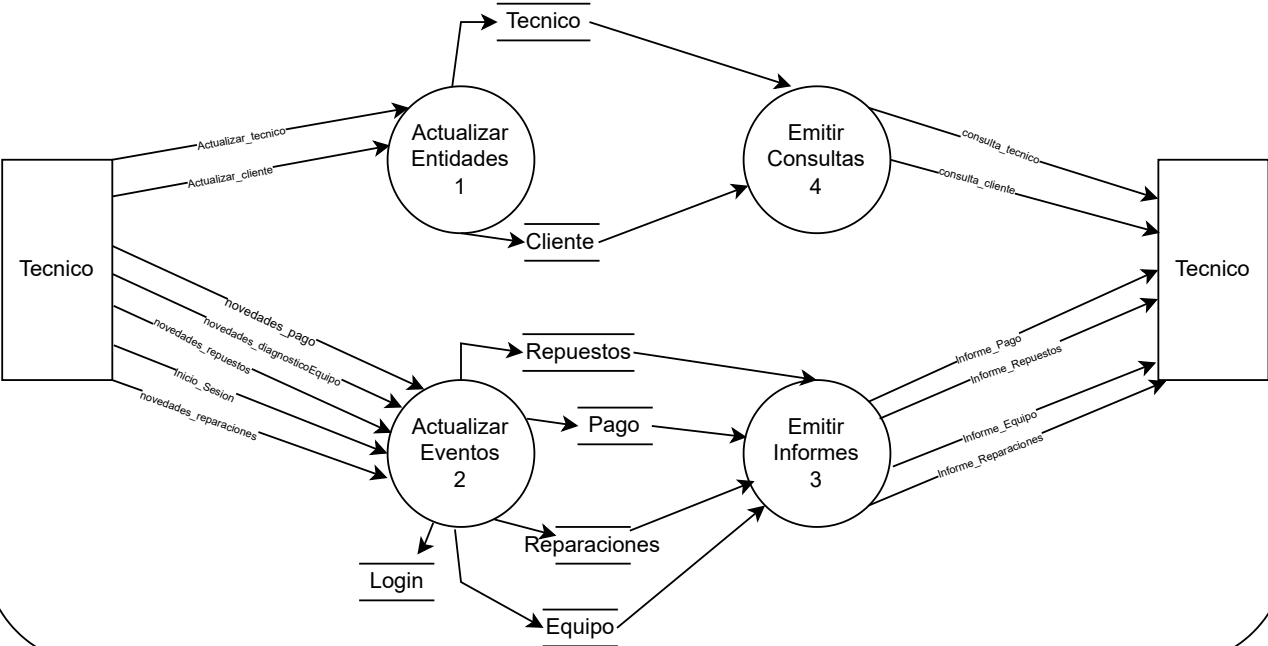 Tecnico
Actualizar_tecnico
Actualizar
Entidades
1
Emitir
Consultas
4
consulta_tecnico
Actualizar_cliente
consulta_cliente
Cliente
Tecnico
Tecnico
novedades_pago
novedades_diagnosticoEquipo
novedades_repuestos
Inicio_Sesion
novedades_reparaciones
Repuestos
Actualizar
Eventos
2
Pago
Emitir
Informes
3
Informe_Pago
Informe_Repuestos
Informe_Equipo
Informe_Reparaciones
Reparaciones
Login
Equipo